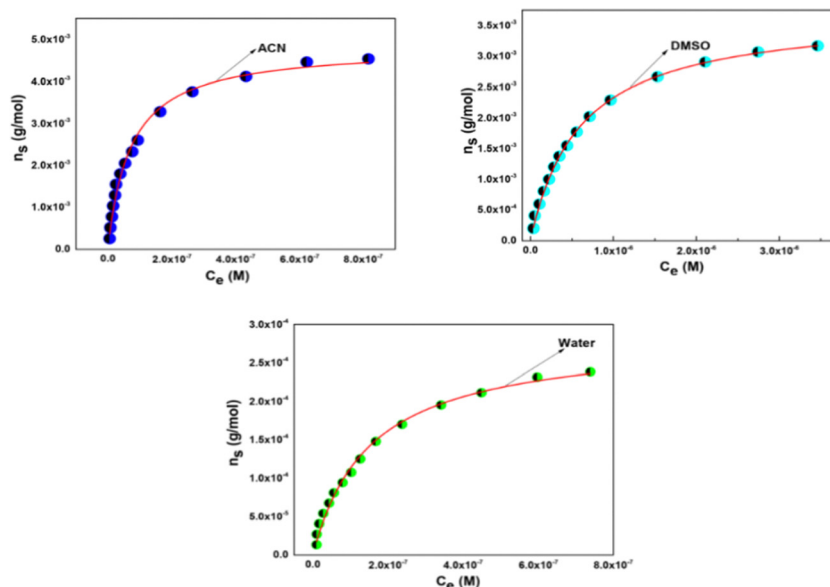 5.0x10⁻³
4.0x10⁻³
3.0x10⁻³
2.0x10⁻³
1.0x10⁻³
0.0
nₛ (g/mol)
ACN
0.0 2.0x10⁻⁷ 4.0x10⁻⁷ 6.0x10⁻⁷ 8.0x10⁻⁷
Cₑ (M)
3.5x10⁻³
3.0x10⁻³
2.5x10⁻³
2.0x10⁻³
1.5x10⁻³
1.0x10⁻³
5.0x10⁻⁴
0.0
nₛ (g/mol)
DMSO
0.0 1.0x10⁻⁶ 2.0x10⁻⁶ 3.0x10⁻⁶
Cₑ (M)
3.0x10⁻⁴
2.5x10⁻⁴
2.0x10⁻⁴
1.5x10⁻⁴
1.0x10⁻⁴
5.0x10⁻⁵
0.0
nₛ (g/mol)
Water
0.0 2.0x10⁻⁷ 4.0x10⁻⁷ 6.0x10⁻⁷ 8.0x10⁻⁷
Cₑ (M)